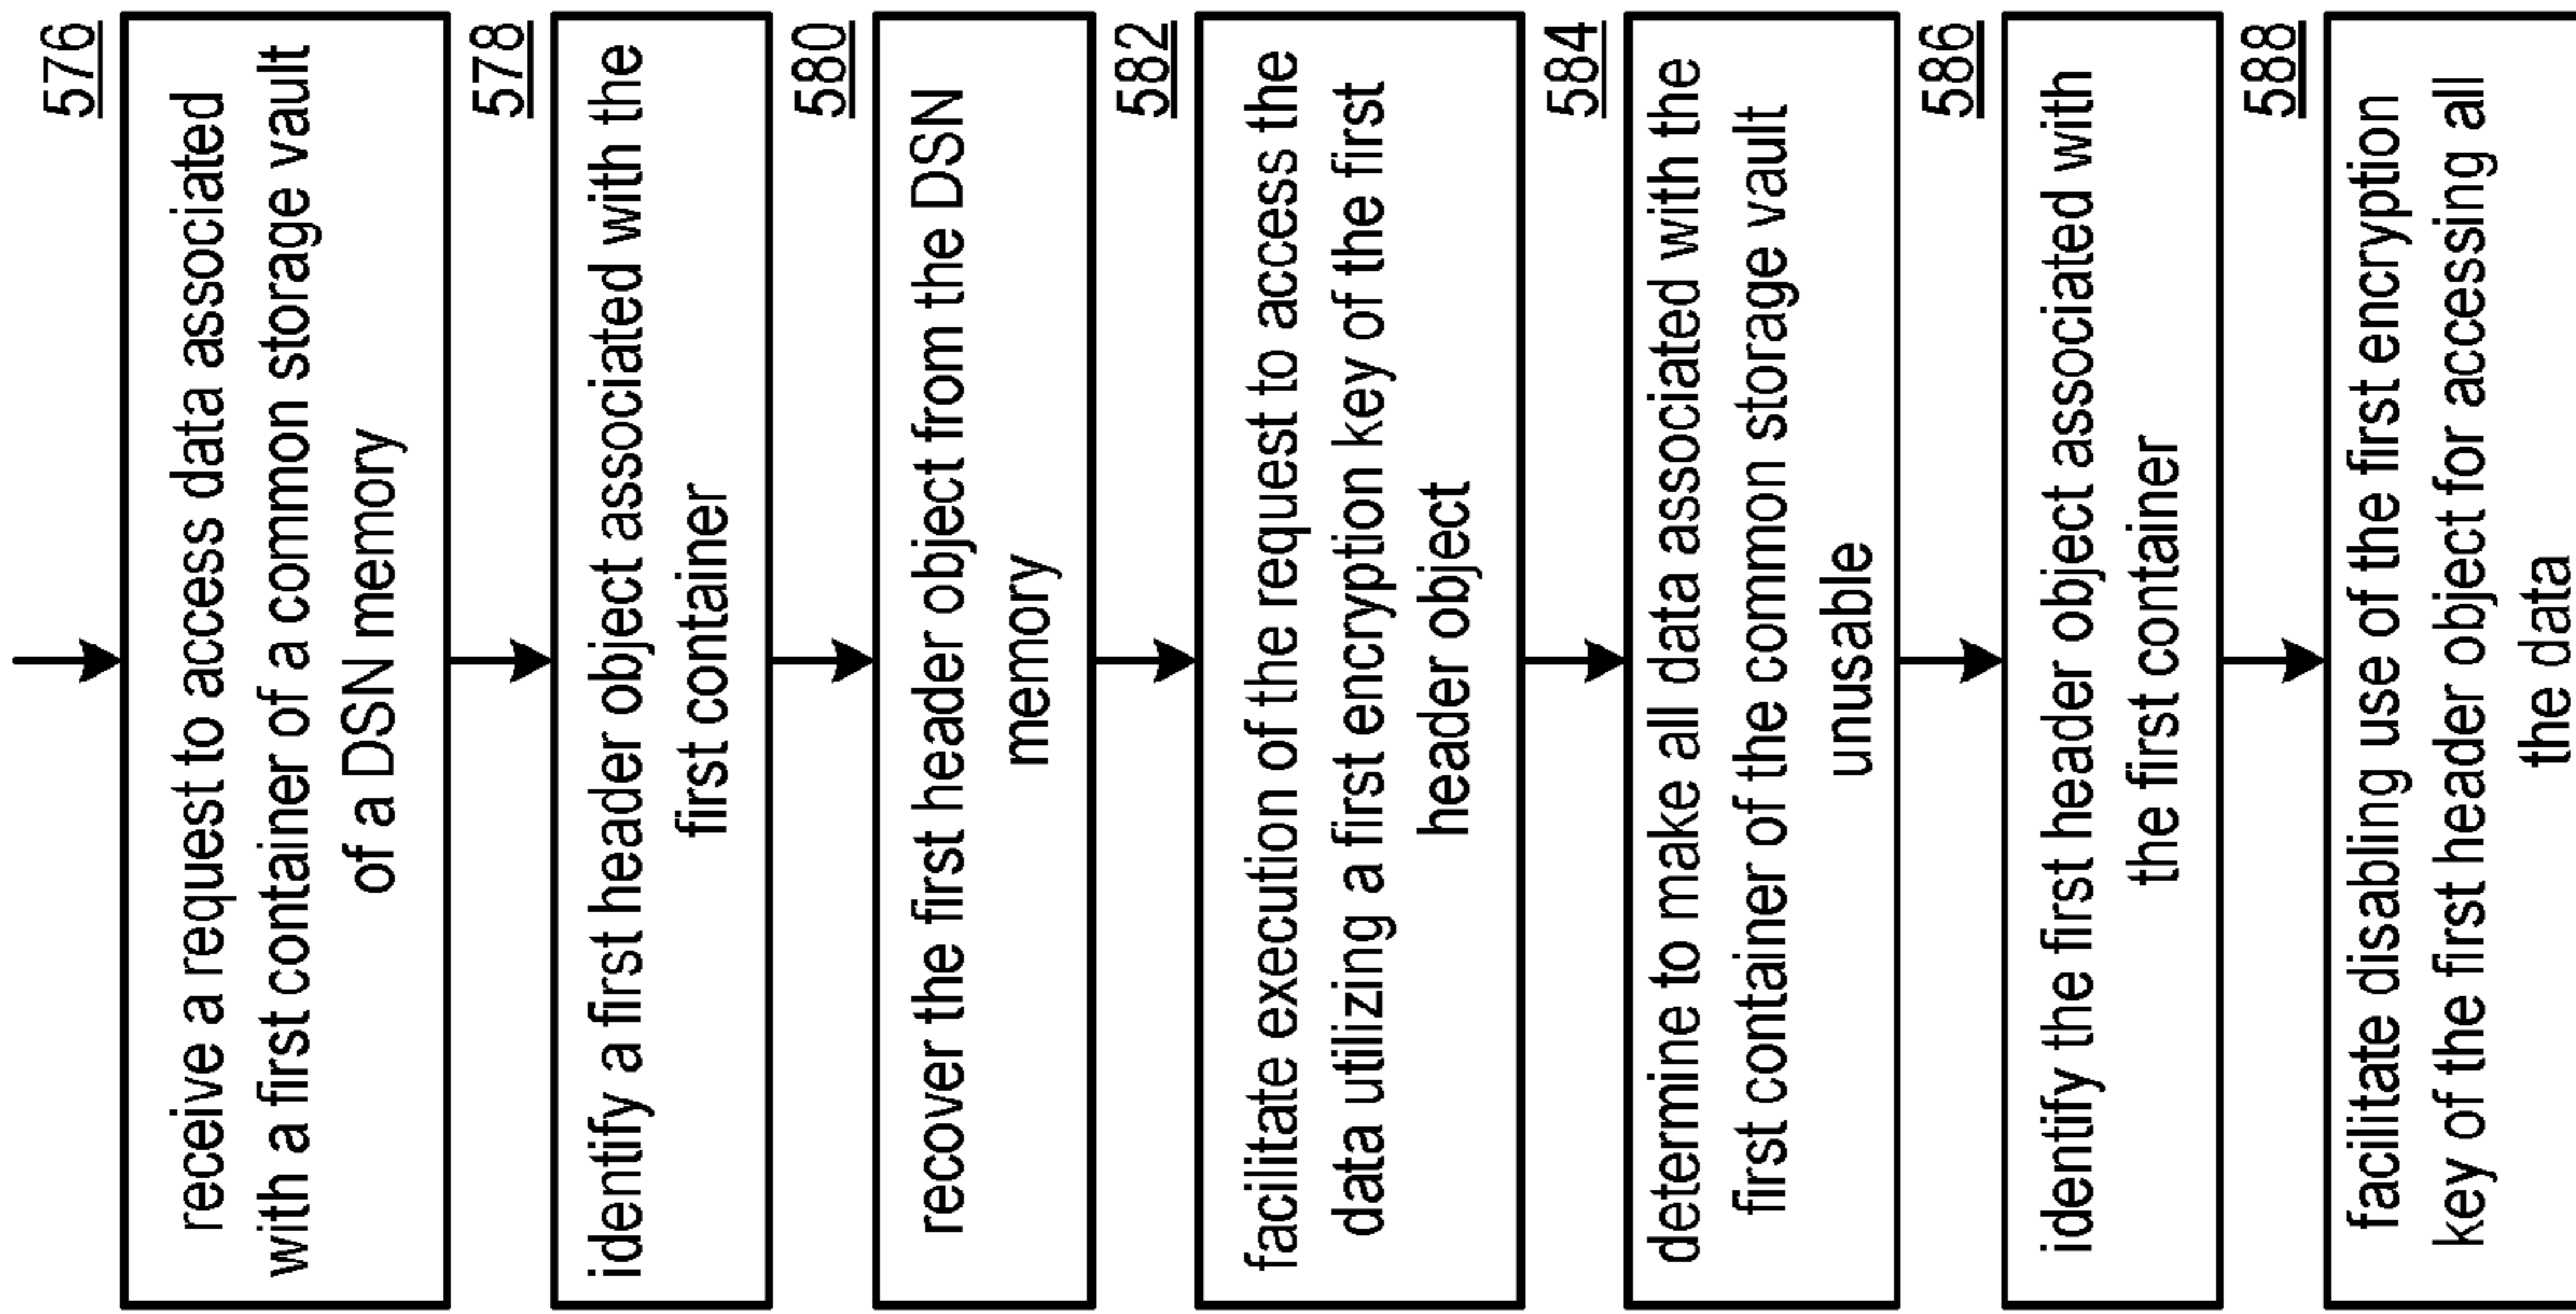 576
receive a request to access data associated
with a first container of a common storage vault
of a DSN memory
578
identify a first header object associated with the
first container
580
recover the first header object from the DSN
memory
582
facilitate execution of the request to access the
data utilizing a first encryption key of the first
header object
584
determine to make all data associated with the
first container of the common storage vault
unusable
586
identify the first header object associated with
the first container
588
facilitate disabling use of the first encryption
key of the first header object for accessing all
the data